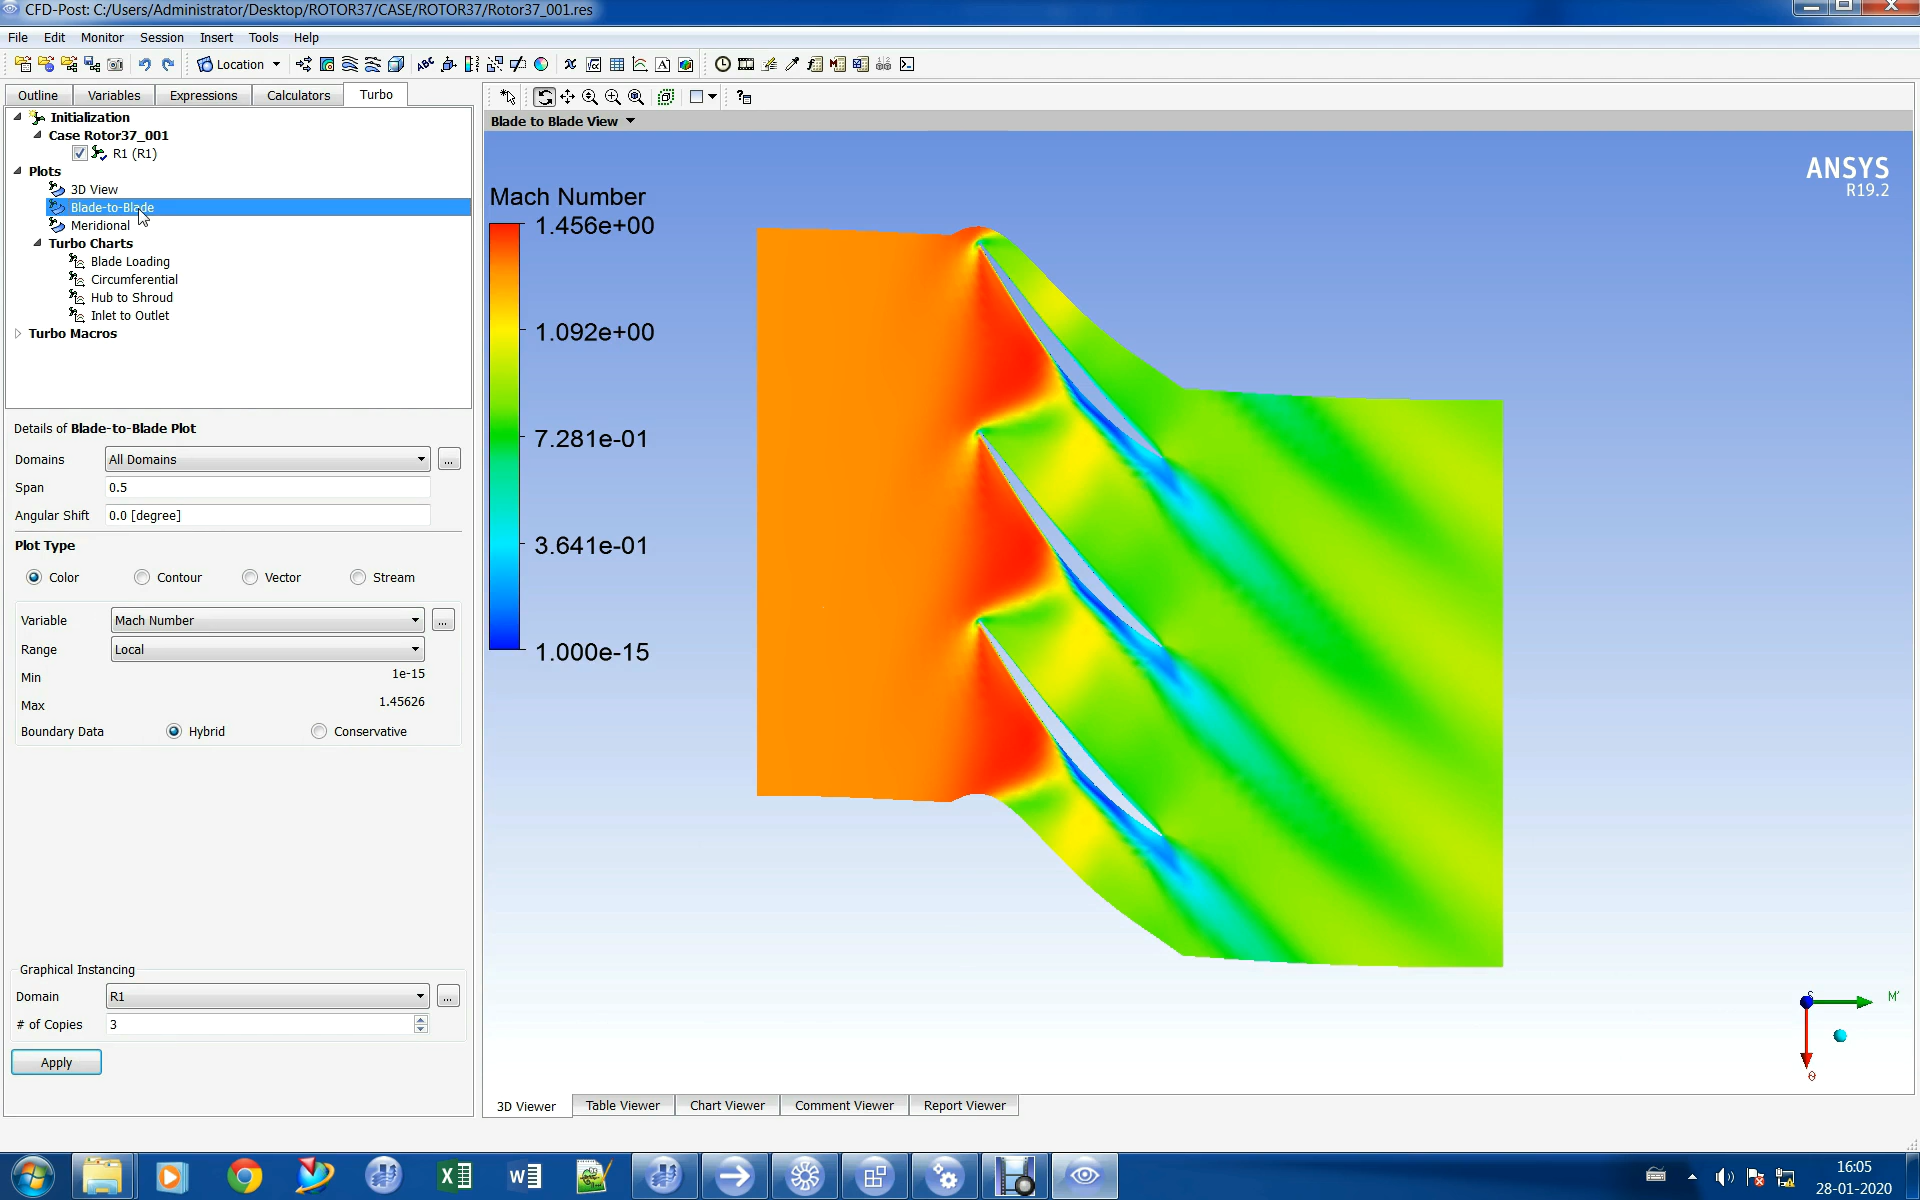 CFD-Post: C:/Users/Administrator/Desktop/ROTOR37/CASE/ROTOR37/Rotor37_001.res
File Edit Monitor Session Insert Tools Help
Location
Outline Variables Expressions Calculators Turbo
Initialization
Case Rotor37_001
R1 (R1)
Plots
3D View
Blade-to-Blade
Meridional
Turbo Charts
Blade Loading
Circumferential
Hub to Shroud
Inlet to Outlet
Turbo Macros
Details of Blade-to-Blade Plot
Domains All Domains ...
Span 0.5
Angular Shift 0.0 [degree]
Plot Type
Color Contour Vector Stream
Variable Mach Number ...
Range Local
Min 1e-15
Max 1.45626
Boundary Data Hybrid Conservative
Graphical Instancing
Domain R1 ...
# of Copies 3
Apply
Blade to Blade View
ANSYS
R19.2
Mach Number
1.456e+00
1.092e+00
7.281e-01
3.641e-01
1.000e-15
M'
θ
3D Viewer Table Viewer Chart Viewer Comment Viewer Report Viewer
16:05
28-01-2020